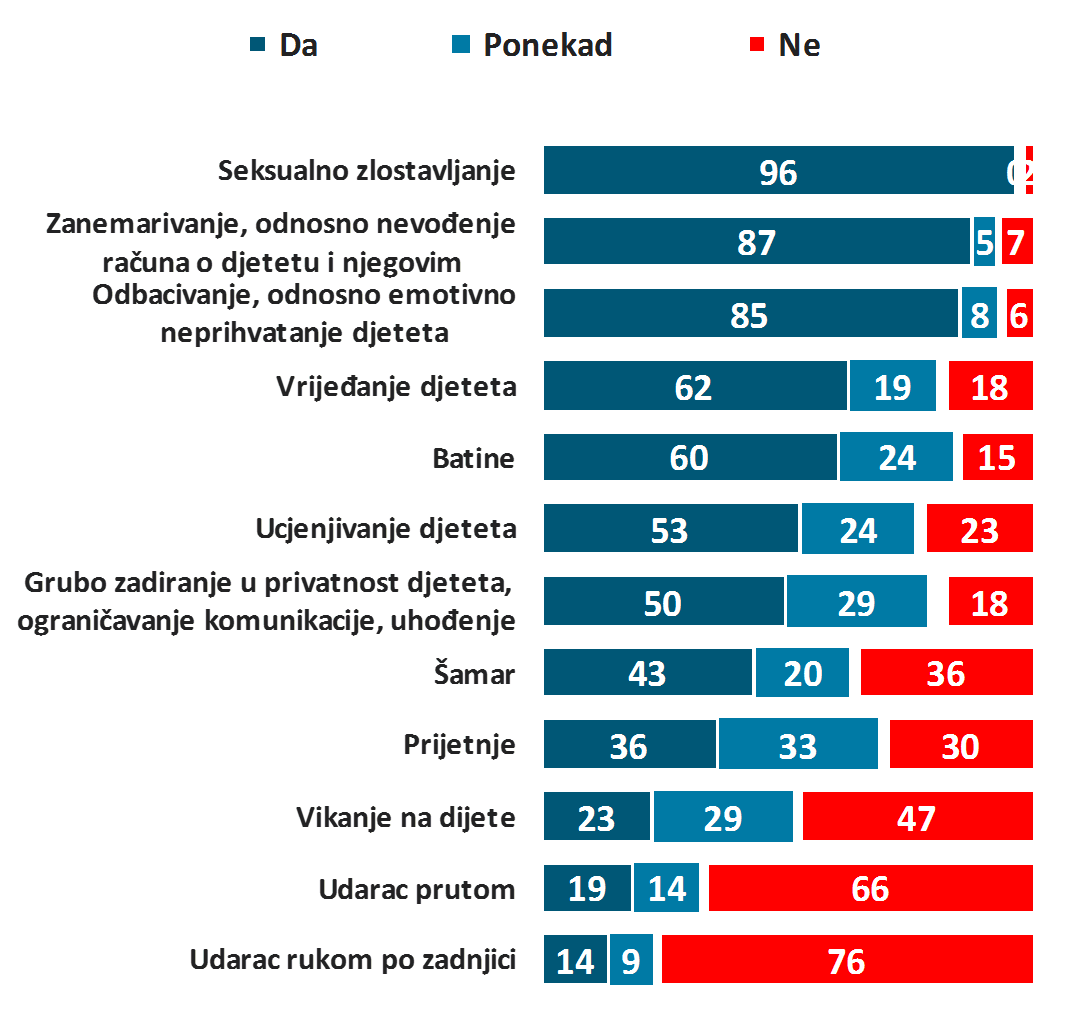 Da Ponekad Ne
Seksualno zlostavljanje 96 0 2
Zanemarivanje, odnosno nevođenje
računa o djetetu i njegovim 87 5 7
Odbacivanje, odnosno emotivno
neprihvatanje djeteta 85 8 6
Vrijeđanje djeteta 62 19 18
Batine 60 24 15
Ucjenjivanje djeteta 53 24 23
Grubo zadiranje u privatnost djeteta,
ograničavanje komunikacije, uhođenje 50 29 18
Šamar 43 20 36
Prijetnje 36 33 30
Vikanje na dijete 23 29 47
Udarac prutom 19 14 66
Udarac rukom po zadnjici 14 9 76